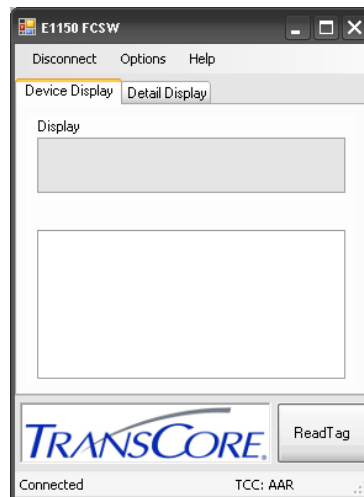 E1150 FCSW
Disconnect Options Help
Device Display Detail Display
Display
TRANSCORE®
ReadTag
Connected TCC: AAR